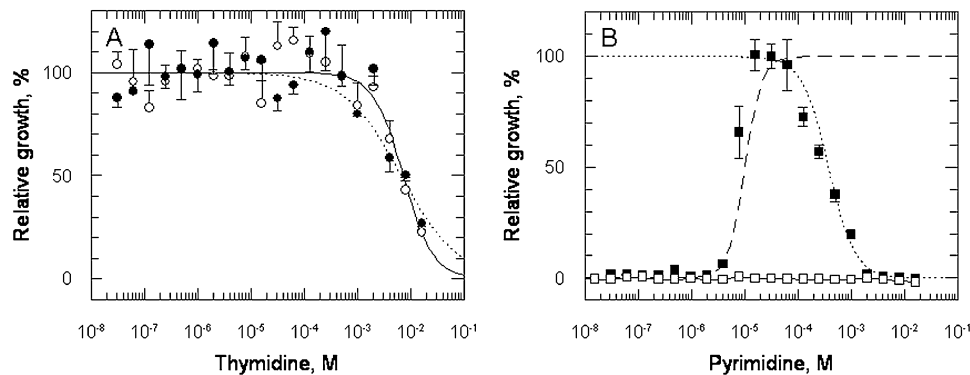 A
B
Relative growth, %
100
50
0
10-8 10-7 10-6 10-5 10-4 10-3 10-2 10-1
Thymidine, M
Relative growth, %
100
50
0
10-8 10-7 10-6 10-5 10-4 10-3 10-2 10-1
Pyrimidine, M